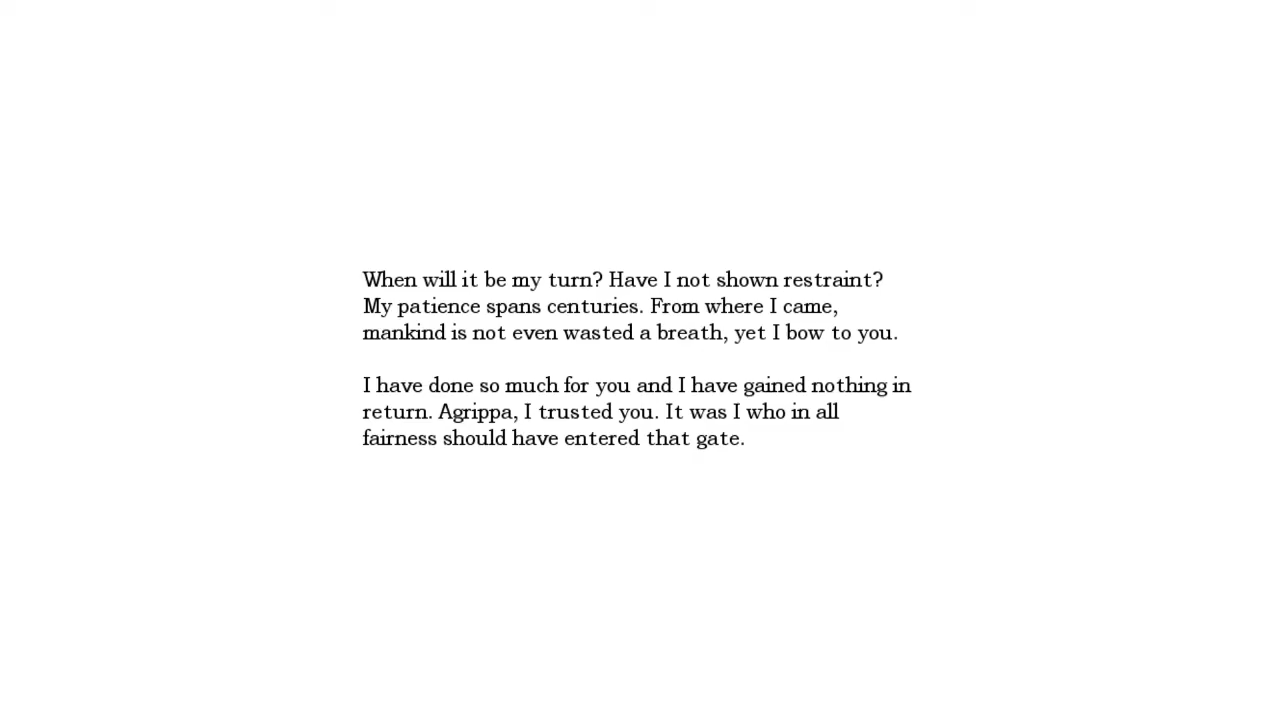 When will it be my turn? Have I not shown restraint?
My patience spans centuries. From where I came,
mankind is not even wasted a breath, yet I bow to you.
I have done so much for you and I have gained nothing in
return. Agrippa, I trusted you. It was I who in all
fairness should have entered that gate.